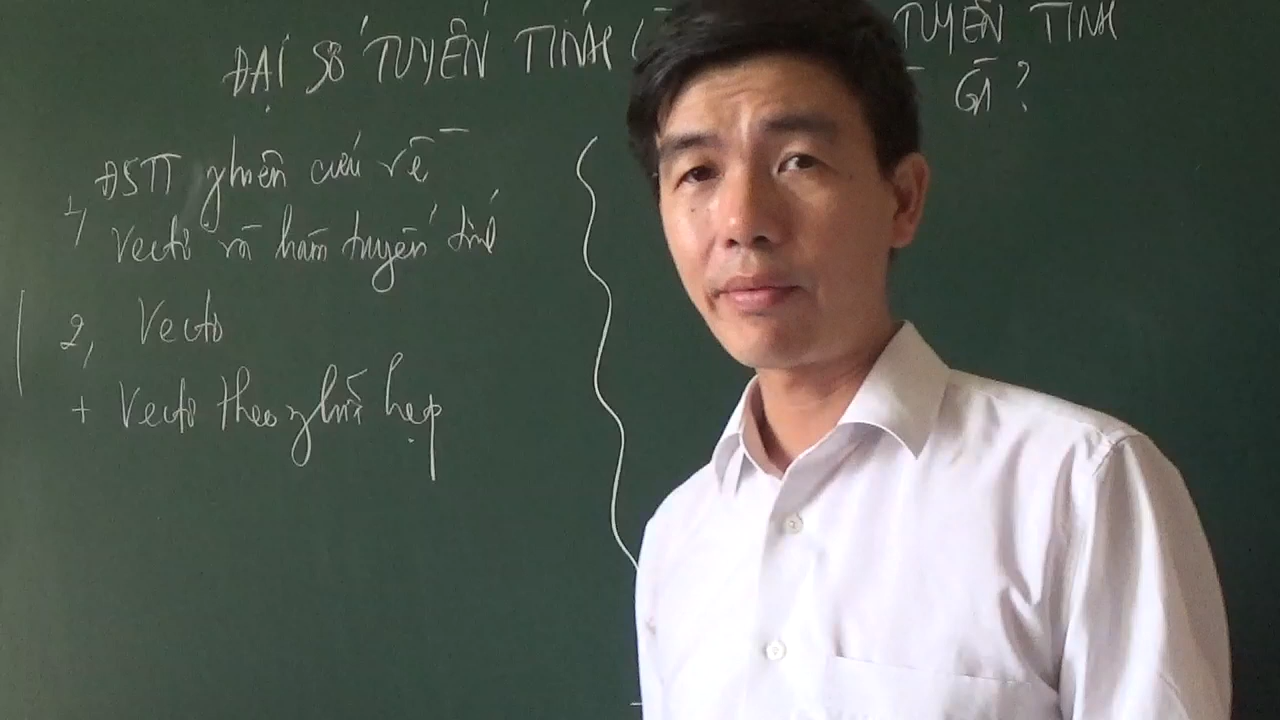 ĐẠI SỐ TUYẾN TÍNH ( TUYẾN TÍNH
GÌ?
ĐSTT nghiên cứu về
1, Vectơ và hàm tuyến tính
2, Vectơ
+ Vectơ theo nghĩa hẹp